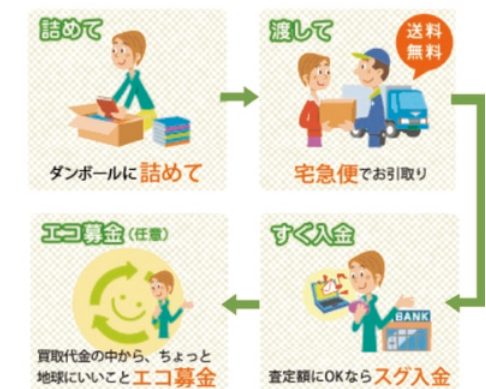 詰めて
ダンボールに詰めて
渡して
送料
無料
宅急便でお引取り
すぐ入金
BANK
査定額にOKならスグ入金
エコ募金(任意)
買取代金の中から、ちょっと
地球にいいことエコ募金